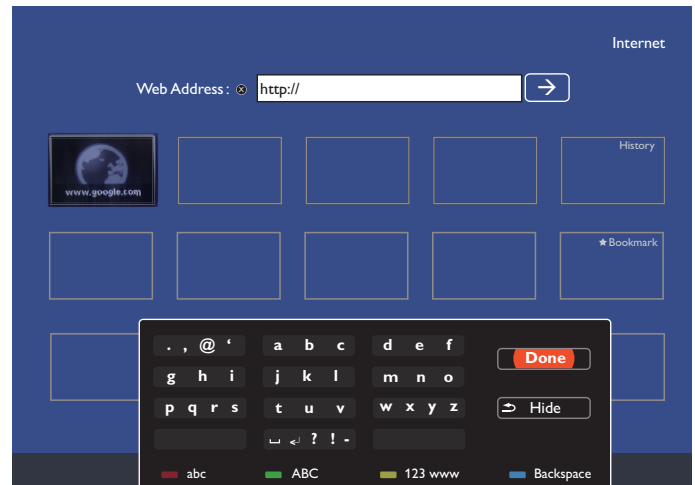 Internet
Web Address : http://
www.google.com
History
★Bookmark
. , @ ‘ a b c d e f
Done
g h i j k l m n o
p q r s t u v w x y z
Hide
␣ ↵ ? ! -
abc ABC 123 www Backspace